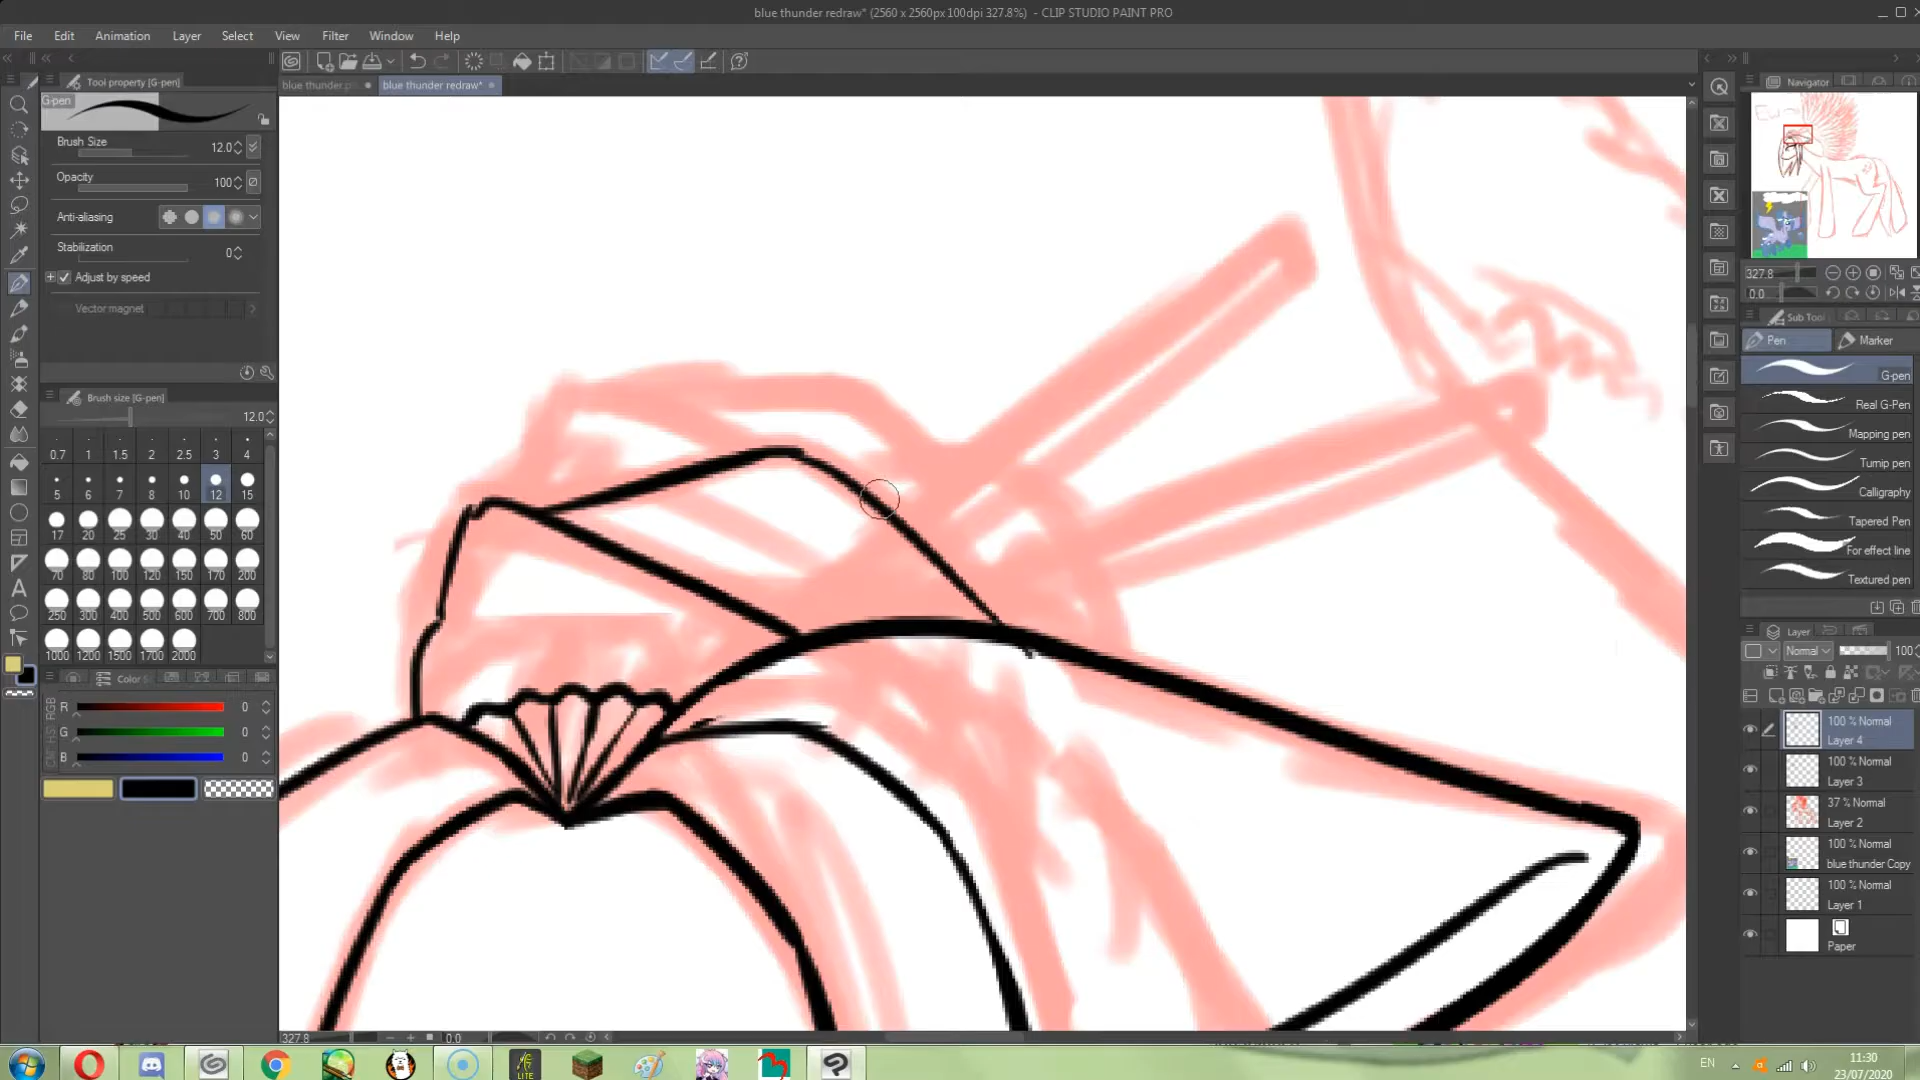 blue thunder redraw* (2560 x 2560px 100dpi 327.8%) - CLIP STUDIO PAINT PRO
File Edit Animation Layer Select View Filter Window Help
Tool property [G-pen]
blue thunder.
blue thunder redraw*
Navigator
G-pen
Brush Size 12.0
Opacity 100
Anti-aliasing
Stabilization 0
Adjust by speed
Vector magnet
327.8
0.0
Sub Tool
Pen Marker
G-pen
Real G-Pen
Mapping pen
Turnip pen
Calligraphy
Tapered Pen
For effect line
Textured pen
Brush size [G-pen]
12.0
0.7 1 1.5 2 2.5 3 4
5 6 7 8 10 12 15
17 20 25 30 40 50 60
70 80 100 120 150 170 200
250 300 400 500 600 700 800
1000 1200 1500 1700 2000
R 0
G 0
B 0
RGB
Layer
Normal 100
100 % Normal
Layer 4
100 % Normal
Layer 3
37 % Normal
Layer 2
100 % Normal
blue thunder Copy
100 % Normal
Layer 1
Paper
327.8 0.0
LITE
EN
11:30
23/07/2020